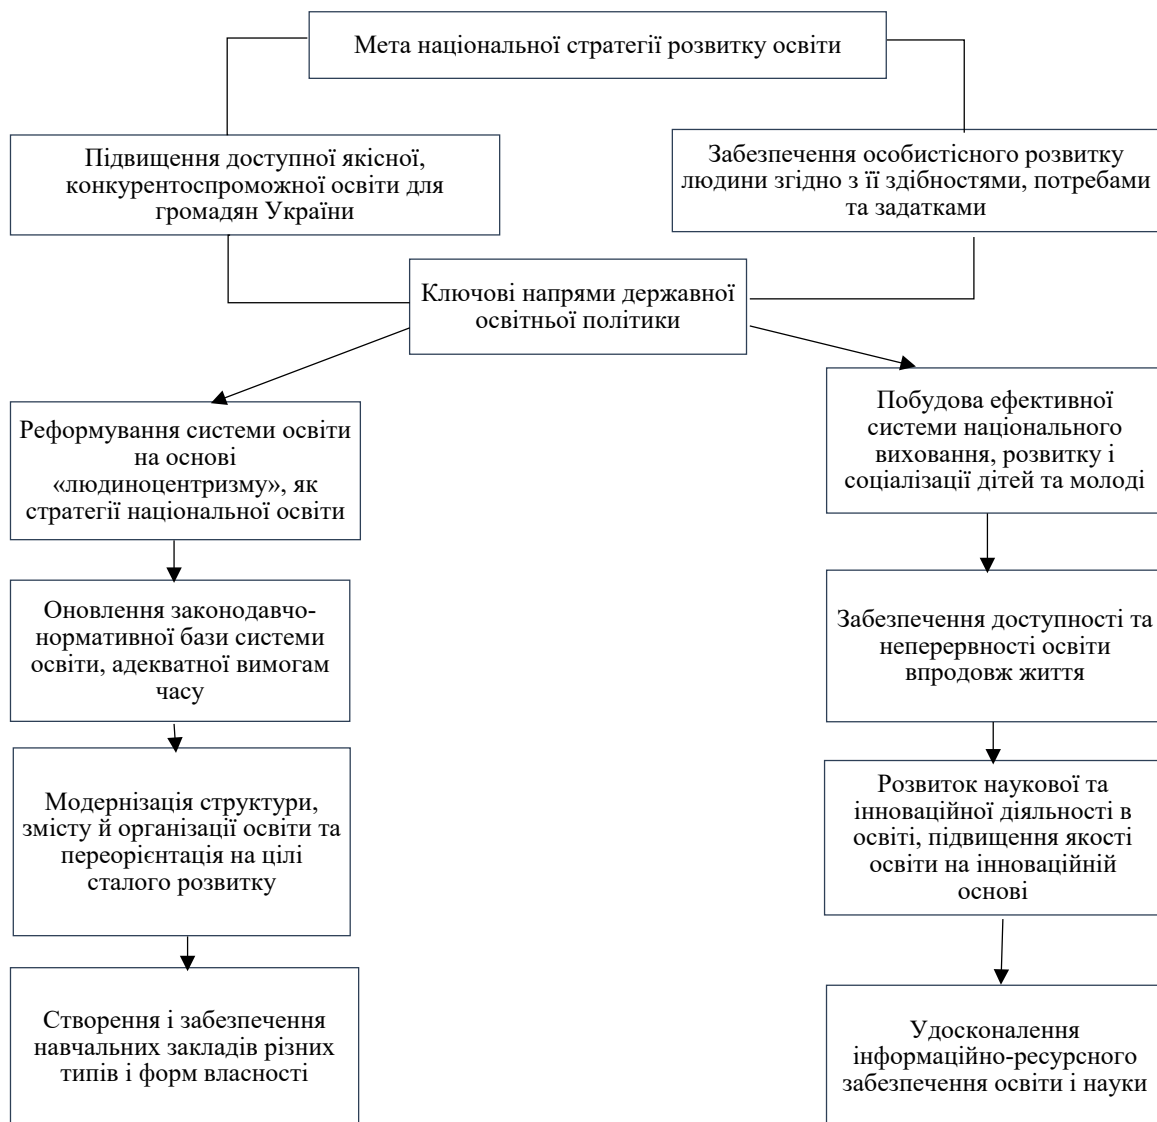 Мета національної стратегії розвитку освіти
Підвищення доступної якісної,
конкурентоспроможної освіти для
громадян України
Забезпечення особистісного розвитку
людини згідно з її здібностями, потребами
та задатками
Ключові напрями державної
освітньої політики
Реформування системи освіти
на основі
«людиноцентризму», як
стратегії національної освіти
Побудова ефективної
системи національного
виховання, розвитку і
соціалізації дітей та молоді
Оновлення законодавчо-
нормативної бази системи
освіти, адекватної вимогам
часу
Забезпечення доступності та
неперервності освіти
впродовж життя
Модернізація структури,
змісту й організації освіти та
переорієнтація на цілі
сталого розвитку
Розвиток наукової та
інноваційної діяльності в
освіті, підвищення якості
освіти на інноваційній
основі
Створення і забезпечення
навчальних закладів різних
типів і форм власності
Удосконалення
інформаційно-ресурсного
забезпечення освіти і науки